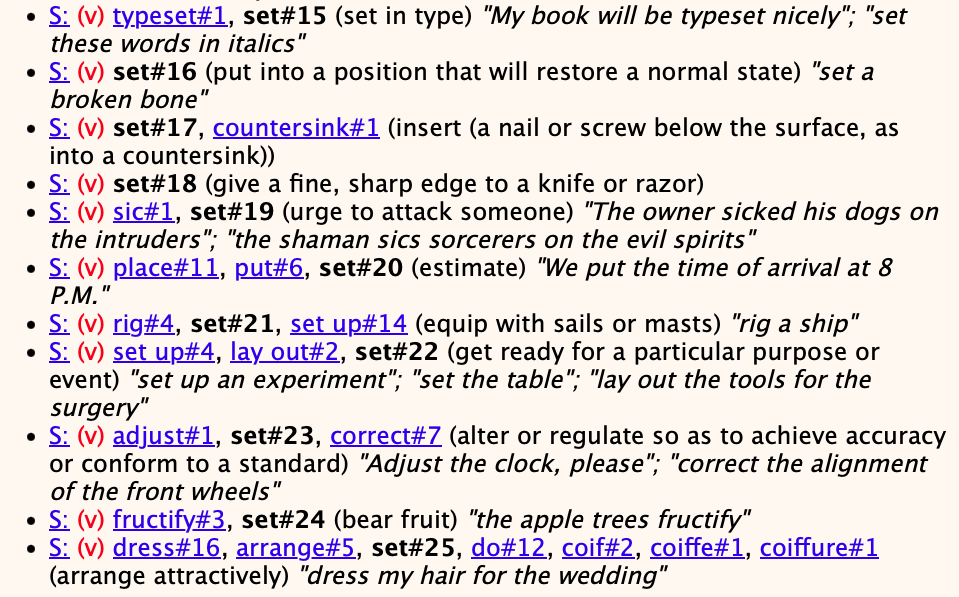 • S: (v) typeset#1, set#15 (set in type) "My book will be typeset nicely"; "set
these words in italics"
• S: (v) set#16 (put into a position that will restore a normal state) "set a
broken bone"
• S: (v) set#17, countersink#1 (insert (a nail or screw below the surface, as
into a countersink))
• S: (v) set#18 (give a fine, sharp edge to a knife or razor)
• S: (v) sic#1, set#19 (urge to attack someone) "The owner sicked his dogs on
the intruders"; "the shaman sics sorcerers on the evil spirits"
• S: (v) place#11, put#6, set#20 (estimate) "We put the time of arrival at 8
P.M."
• S: (v) rig#4, set#21, set up#14 (equip with sails or masts) "rig a ship"
• S: (v) set up#4, lay out#2, set#22 (get ready for a particular purpose or
event) "set up an experiment"; "set the table"; "lay out the tools for the
surgery"
• S: (v) adjust#1, set#23, correct#7 (alter or regulate so as to achieve accuracy
or conform to a standard) "Adjust the clock, please"; "correct the alignment
of the front wheels"
• S: (v) fructify#3, set#24 (bear fruit) "the apple trees fructify"
• S: (v) dress#16, arrange#5, set#25, do#12, coif#2, coiffe#1, coiffure#1
(arrange attractively) "dress my hair for the wedding"